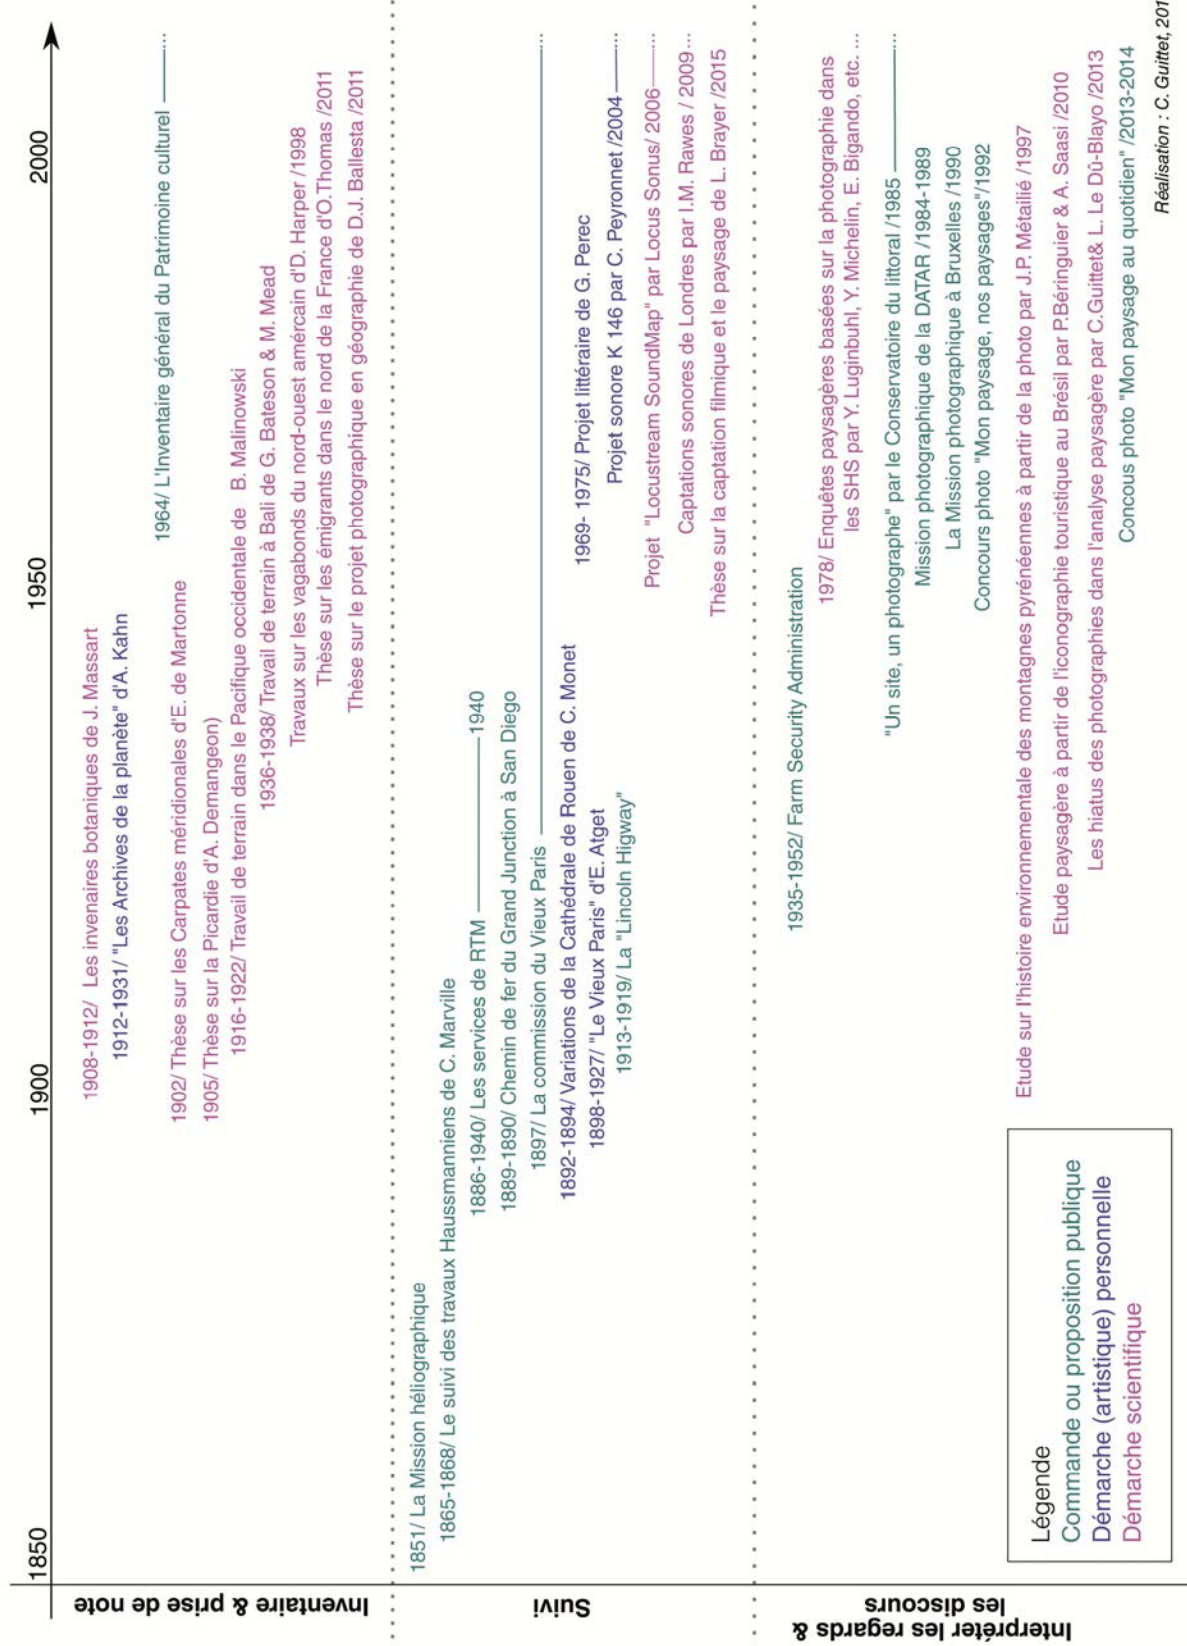 1850
1900
1950
2000
Inventaire & prise de note
1908-1912/ Les invenaires botaniques de J. Massart
1912-1931/ "Les Archives de la planète" d'A. Kahn
1964/ L'Inventaire général du Patrimoine culturel ...
1902/ Thèse sur les Carpates méridionales d'E. de Martonne
1905/ Thèse sur la Picardie d'A. Demangeon)
1916-1922/ Travail de terrain dans le Pacifique occidentale de B. Malinowski
1936-1938/ Travail de terrain à Bali de G. Bateson & M. Mead
Travaux sur les vagabonds du nord-ouest amércain d'D. Harper /1998
Thèse sur les émigrants dans le nord de la France d'O. Thomas /2011
Thèse sur le projet photographique en géographie de D.J. Ballesta /2011
Suivi
1851/ La Mission héliographique
1865-1868/ Le suivi des travaux Haussmanniens de C. Marville
1886-1940/ Les services de RTM 1940
1889-1890/ Chemin de fer du Grand Junction à San Diego
1897/ La commission du Vieux Paris ...
1892-1894/ Variations de la Cathédrale de Rouen de C. Monet
1969- 1975/ Projet littéraire de G. Perec
1898-1927/ "Le Vieux Paris" d'E. Atget
Projet sonore K 146 par C. Peyronnet /2004 ...
1913-1919/ La "Lincoln Higway"
Projet "Locustream SoundMap" par Locus Sonus/ 2006 ...
Captations sonores de Londres par I.M. Rawes / 2009 ...
Thèse sur la captation filmique et le paysage de L. Brayer /2015
Interpréter les regards &
les discours
1935-1952/ Farm Security Administration
1978/ Enquêtes paysagères basées sur la photographie dans
les SHS par Y. Luginbuhl, Y. Michelin, E. Bigando, etc. ...
"Un site, un photographe" par le Conservatoire du littoral /1985 ...
Mission photographique de la DATAR /1984-1989
La Mission photographique à Bruxelles /1990
Concours photo "Mon paysage, nos paysages"/1992
Etude sur l'histoire environnementale des montagnes pyrénéennes à partir de la photo par J.P. Métailié /1997
Etude paysagère à partir de l'iconographie touristique au Brésil par P.Béringuier & A. Saasi /2010
Les hiatus des photographies dans l'analyse paysagère par C.Guittet& L. Le Dû-Blayo /2013
Concous photo "Mon paysage au quotidien" /2013-2014
Légende
Commande ou proposition publique
Démarche (artistique) personnelle
Démarche scientifique
Réalisation : C. Guittet, 201